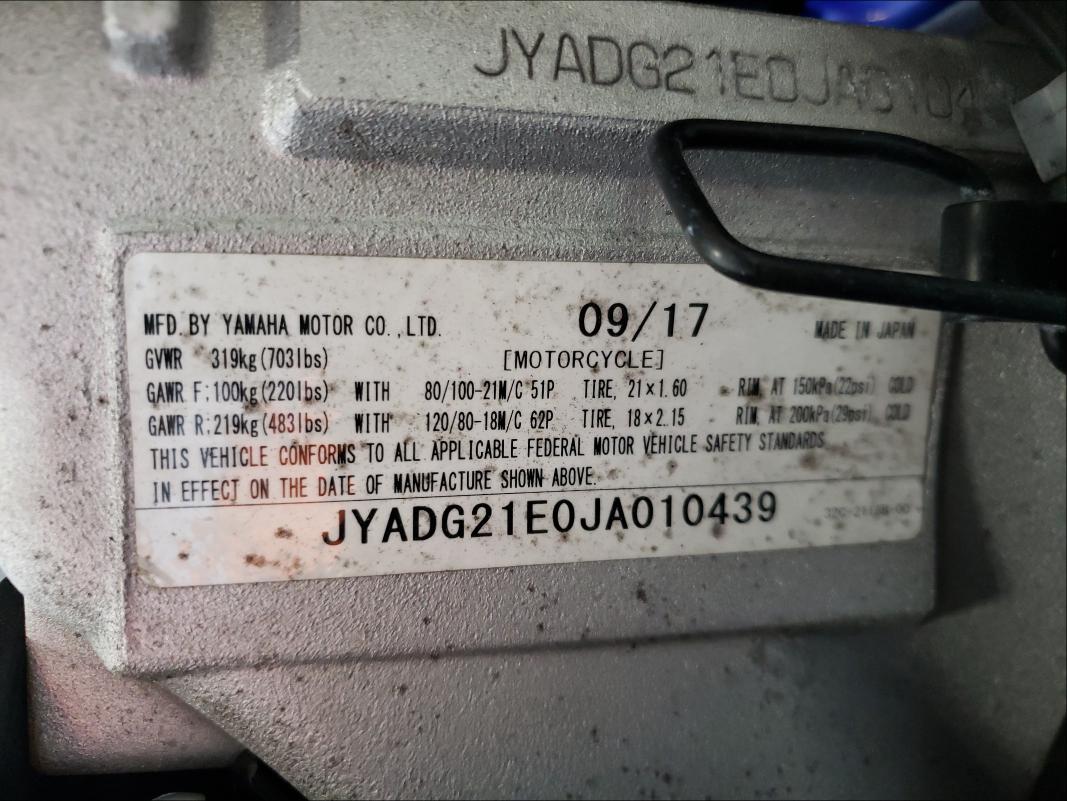 JYADG21E0JA0104
MFD. BY YAMAHA MOTOR CO.,LTD. 09/17 MADE IN JAPAN
GVWR 319kg(703lbs) [MOTORCYCLE]
GAWR F:100kg(220lbs) WITH 80/100-21M/C 51P TIRE, 21×1.60 RIM, AT 150kPa(22psi) COLD
GAWR R:219kg(483lbs) WITH 120/80-18M/C 62P TIRE, 18×2.15 RIM, AT 200kPa(29psi) COLD
THIS VEHICLE CONFORMS TO ALL APPLICABLE FEDERAL MOTOR VEHICLE SAFETY STANDARDS
IN EFFECT ON THE DATE OF MANUFACTURE SHOWN ABOVE.
JYADG21E0JA010439